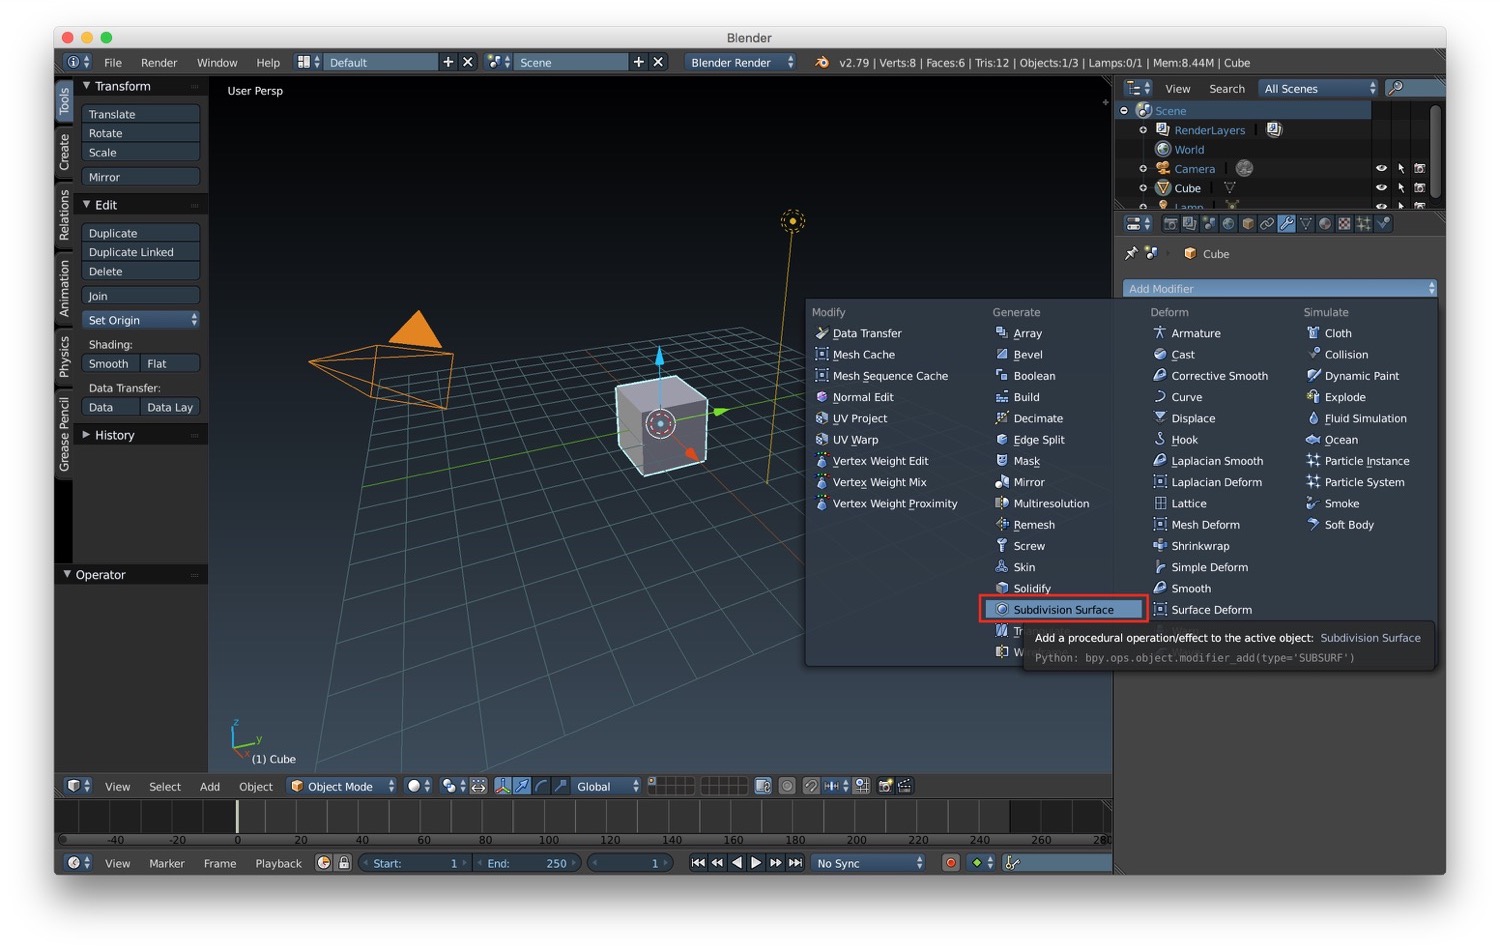 Blender
File Render Window Help Default Scene Blender Render v2.79 | Verts:8 | Faces:6 | Tris:12 | Objects:1/3 | Lamps:0/1 | Mem:8.44M | Cube
Tools
Create
Relations
Animation
Physics
Grease Pencil
Transform
Translate
Rotate
Scale
Mirror
Edit
Duplicate
Duplicate Linked
Delete
Join
Set Origin
Shading:
Smooth Flat
Data Transfer:
Data Data Lay
History
Operator
User Persp
z
y
x
(1) Cube
View Search All Scenes
Scene
RenderLayers
World
Camera
Cube
Lamp
Cube
Add Modifier
Modify
Data Transfer
Mesh Cache
Mesh Sequence Cache
Normal Edit
UV Project
UV Warp
Vertex Weight Edit
Vertex Weight Mix
Vertex Weight Proximity
Generate
Array
Bevel
Boolean
Build
Decimate
Edge Split
Mask
Mirror
Multiresolution
Remesh
Screw
Skin
Solidify
Subdivision Surface
Deform
Armature
Cast
Corrective Smooth
Curve
Displace
Hook
Laplacian Smooth
Laplacian Deform
Lattice
Mesh Deform
Shrinkwrap
Simple Deform
Smooth
Surface Deform
Simulate
Cloth
Collision
Dynamic Paint
Explode
Fluid Simulation
Ocean
Particle Instance
Particle System
Smoke
Soft Body
Add a procedural operation/effect to the active object: Subdivision Surface
Python: bpy.ops.object.modifier_add(type='SUBSURF')
View Select Add Object Object Mode Global
-40 -20 0 20 40 60 80 100 120 140 160 180 200 220 240 260 280
View Marker Frame Playback Start: 1 End: 250 1 No Sync